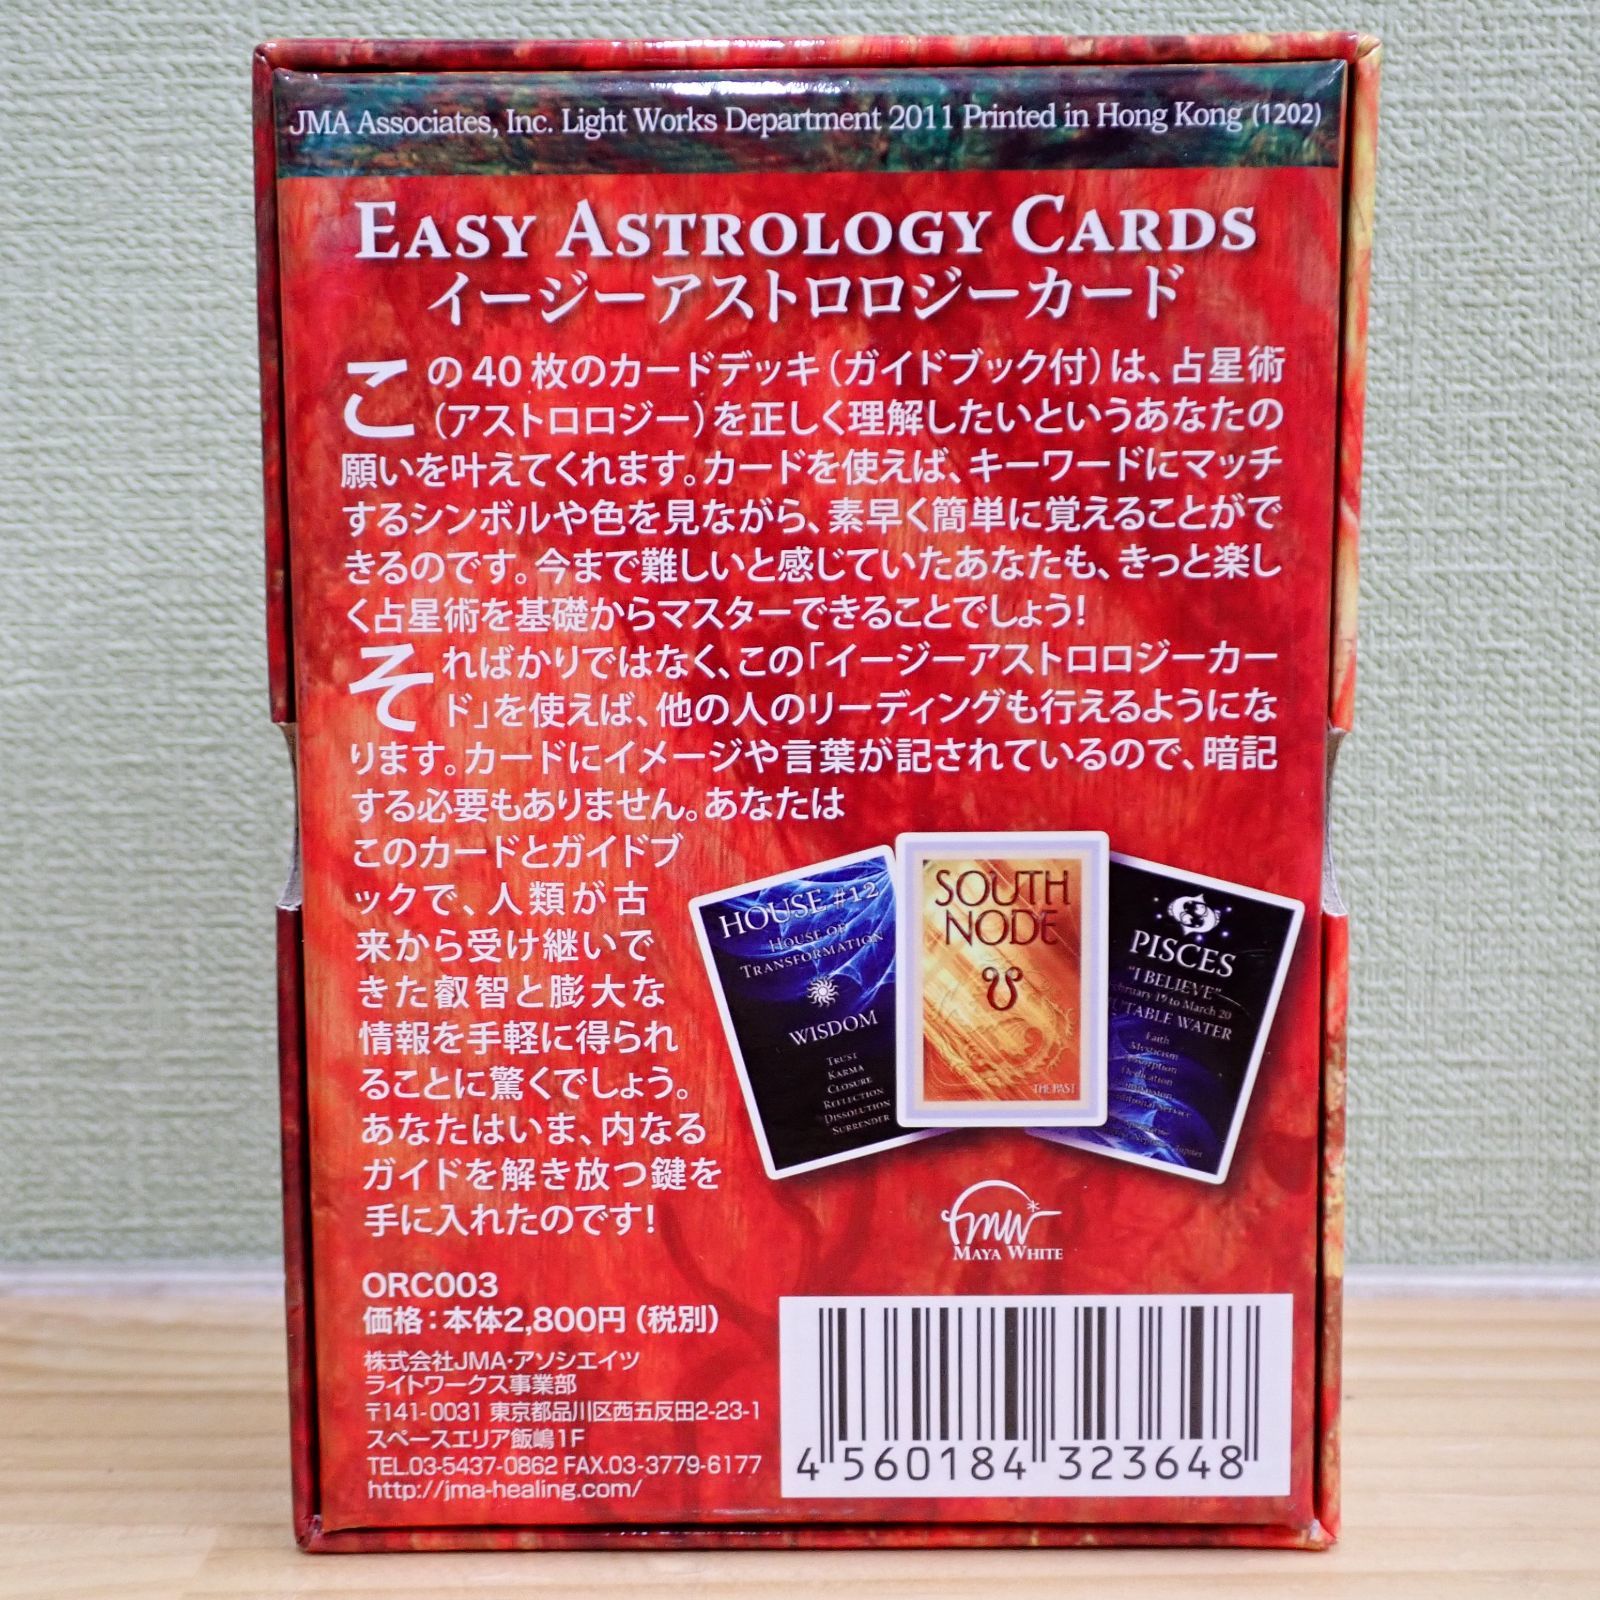 JMA Associates, Inc. Light Works Department 2011 Printed in Hong Kong (1202)
EASY ASTROLOGY CARDS
イージーアストロロジーカード
この40枚のカードデッキ（ガイドブック付）は、占星術
（アストロロジー）を正しく理解したいというあなたの
願いを叶えてくれます。カードを使えば、キーワードにマッチ
するシンボルや色を見ながら、素早く簡単に覚えることがで
きるのです。今まで難しいと感じていたあなたも、きっと楽し
く占星術を基礎からマスターできることでしょう！
そればかりではなく、この「イージーアストロロジーカー
ド」を使えば、他の人のリーディングも行えるようにな
ります。カードにイメージや言葉が記されているので、暗記
する必要もありません。あなたは
このカードとガイドブ
ックで、人類が古
来から受け継いで
きた叡智と膨大な
情報を手軽に得られ
ることに驚くでしょう。
あなたはいま、内なる
ガイドを解き放つ鍵を
手に入れたのです！
HOUSE #12
HOUSE OF
TRANSFORMATION
WISDOM
TRUST
KARMA
CLOSURE
REFLECTION
DISSOLUTION
SURRENDER
SOUTH
NODE
THE PAST
PISCES
"I BELIEVE"
February 19 to March 20
MUTABLE WATER
Faith
Mysticism
Dedication
MAYA WHITE
ORC003
価格：本体2,800円（税別）
株式会社JMA・アソシエイツ
ライトワークス事業部
〒141-0031 東京都品川区西五反田2-23-1
スペースエリア飯嶋1F
TEL.03-5437-0862 FAX.03-3779-6177
http://jma-healing.com/
4 560184 323648